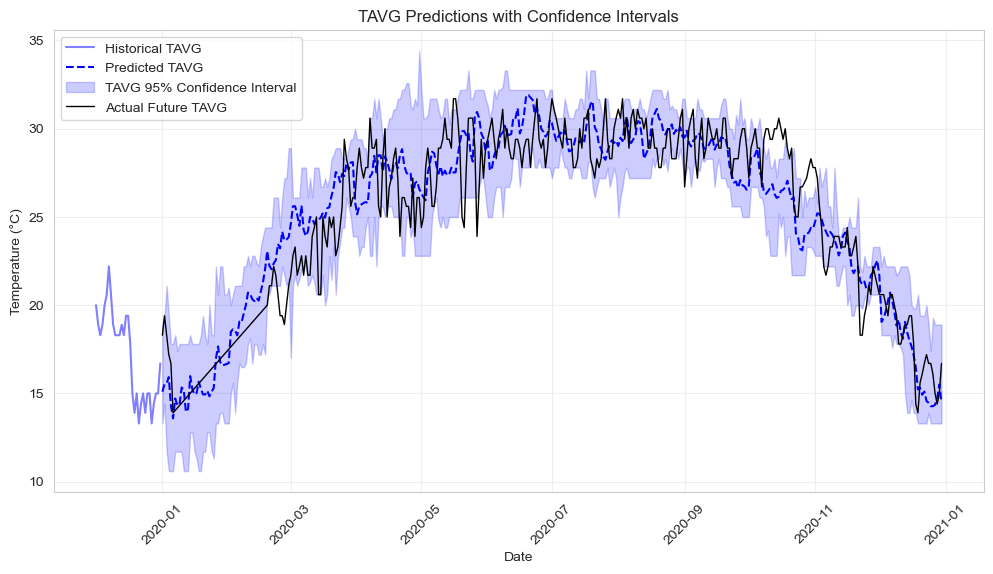 TAVG Predictions with Confidence Intervals
Historical TAVG
Predicted TAVG
TAVG 95% Confidence Interval
Actual Future TAVG
Temperature (°C)
35
30
25
20
15
10
2020-01
2020-03
2020-05
2020-07
2020-09
2020-11
2021-01
Date